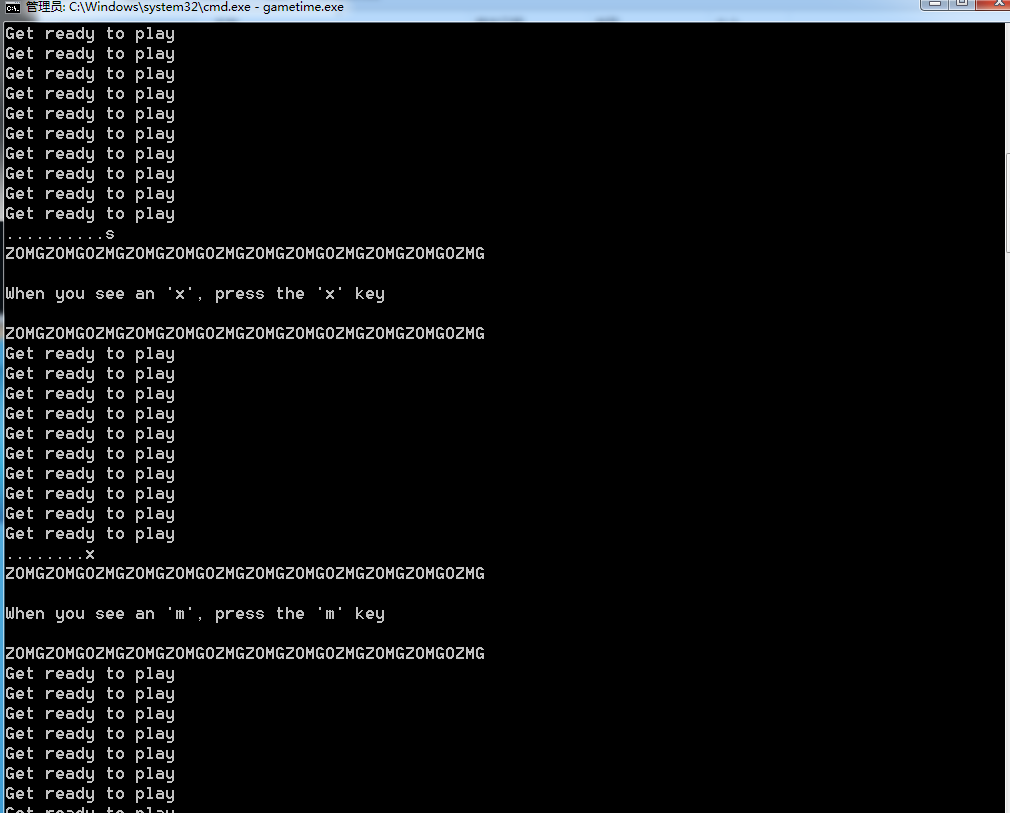 管理员: C:\Windows\system32\cmd.exe - gametime.exe
Get ready to play
Get ready to play
Get ready to play
Get ready to play
Get ready to play
Get ready to play
Get ready to play
Get ready to play
Get ready to play
Get ready to play
..........s
ZOMGZOMGOZMGZOMGZOMGOZMGZOMGZOMGOZMGZOMGZOMGOZMG
When you see an 'x', press the 'x' key
ZOMGZOMGOZMGZOMGZOMGOZMGZOMGZOMGOZMGZOMGZOMGOZMG
Get ready to play
Get ready to play
Get ready to play
Get ready to play
Get ready to play
Get ready to play
Get ready to play
Get ready to play
Get ready to play
Get ready to play
........x
ZOMGZOMGOZMGZOMGZOMGOZMGZOMGZOMGOZMGZOMGZOMGOZMG
When you see an 'm', press the 'm' key
ZOMGZOMGOZMGZOMGZOMGOZMGZOMGZOMGOZMGZOMGZOMGOZMG
Get ready to play
Get ready to play
Get ready to play
Get ready to play
Get ready to play
Get ready to play
Get ready to play
Get ready to play